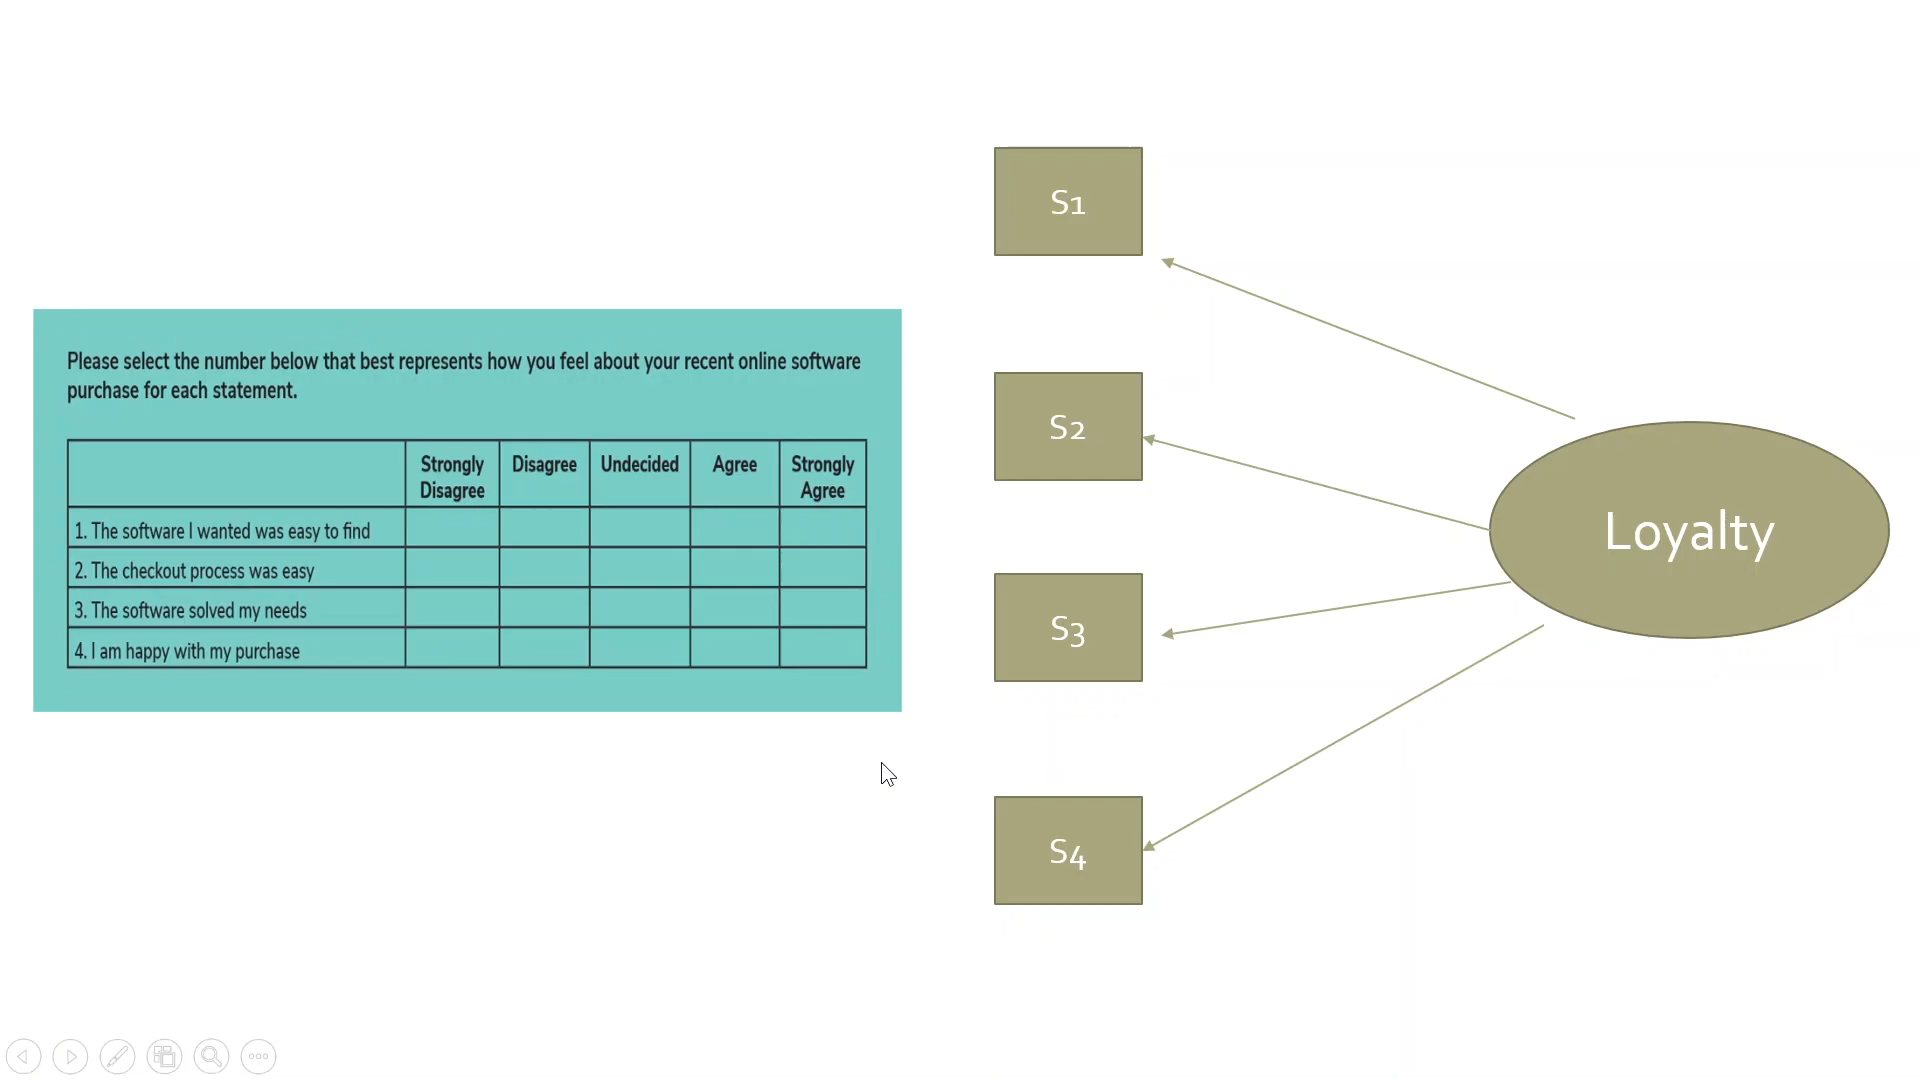 Please select the number below that best represents how you feel about your recent online software
purchase for each statement.
Strongly Disagree
Disagree
Undecided
Agree
Strongly Agree
1. The software I wanted was easy to find
2. The checkout process was easy
3. The software solved my needs
4. I am happy with my purchase
S1
S2
S3
S4
Loyalty